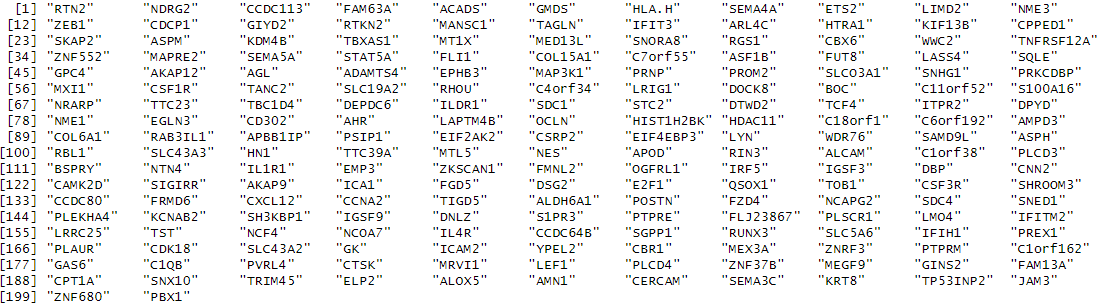 [1] "RTN2" "NDRG2" "CCDC113" "FAM63A" "ACADS" "GMDS" "HLA.H" "SEMA4A" "ETS2" "LIMD2" "NME3"
[12] "ZEB1" "CDCP1" "GIYD2" "RTKN2" "MANSC1" "TAGLN" "IFIT3" "ARL4C" "HTRA1" "KIF13B" "CPPED1"
[23] "SKAP2" "ASPM" "KDM4B" "TBXAS1" "MT1X" "MED13L" "SNORA8" "RGS1" "CBX6" "WWC2" "TNFRSF12A"
[34] "ZNF552" "MAPRE2" "SEMA5A" "STAT5A" "FLI1" "COL15A1" "C7orf55" "ASF1B" "FUT8" "LASS4" "SQLE"
[45] "GPC4" "AKAP12" "AGL" "ADAMTS4" "EPHB3" "MAP3K1" "PRNP" "PROM2" "SLCO3A1" "SNHG1" "PRKCDBP"
[56] "MXI1" "CSF1R" "TANC2" "SLC19A2" "RHOU" "C4orf34" "LRIG1" "DOCK8" "BOC" "C11orf52" "S100A16"
[67] "NRARP" "TTC23" "TBC1D4" "DEPDC6" "ILDR1" "SDC1" "STC2" "DTWD2" "TCF4" "ITPR2" "DPYD"
[78] "NME1" "EGLN3" "CD302" "AHR" "LAPTM4B" "OCLN" "HIST1H2BK" "HDAC11" "C18orf1" "C6orf192" "AMPD3"
[89] "COL6A1" "RAB3IL1" "APBB1IP" "PSIP1" "EIF2AK2" "CSRP2" "EIF4EBP3" "LYN" "WDR76" "SAMD9L" "ASPH"
[100] "RBL1" "SLC43A3" "HN1" "TTC39A" "MTL5" "NES" "APOD" "RIN3" "ALCAM" "C1orf38" "PLCD3"
[111] "BSPRY" "NTN4" "IL1R1" "EMP3" "ZKSCAN1" "FMNL2" "OGFRL1" "IRF5" "IGSF3" "DBP" "CNN2"
[122] "CAMK2D" "SIGIRR" "AKAP9" "ICA1" "FGD5" "DSG2" "E2F1" "QSOX1" "TOB1" "CSF3R" "SHROOM3"
[133] "CCDC80" "FRMD6" "CXCL12" "CCNA2" "TIGD5" "ALDH6A1" "POSTN" "FZD4" "NCAPG2" "SDC4" "SNED1"
[144] "PLEKHA4" "KCNAB2" "SH3KBP1" "IGSF9" "DNLZ" "S1PR3" "PTPRE" "FLJ23867" "PLSCR1" "LMO4" "IFITM2"
[155] "LRRC25" "TST" "NCF4" "NCOA7" "IL4R" "CCDC64B" "SGPP1" "RUNX3" "SLC5A6" "IFIH1" "PREX1"
[166] "PLAUR" "CDK18" "SLC43A2" "GK" "ICAM2" "YPEL2" "CBR1" "MEX3A" "ZNRF3" "PTPRM" "C1orf162"
[177] "GAS6" "C1QB" "PVRL4" "CTSK" "MRVI1" "LEF1" "PLCD4" "ZNF37B" "MEGF9" "GINS2" "FAM13A"
[188] "CPT1A" "SNX10" "TRIM45" "ELP2" "ALOX5" "AMN1" "CERCAM" "SEMA3C" "KRT8" "TP53INP2" "JAM3"
[199] "ZNF680" "PBX1"